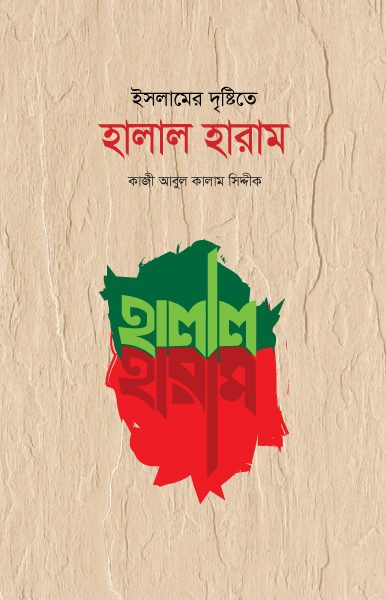 ইসলামের দৃষ্টিতে
হালাল হারাম
কাজী আবুল কালাম সিদ্দীক
হালাল
হারাম